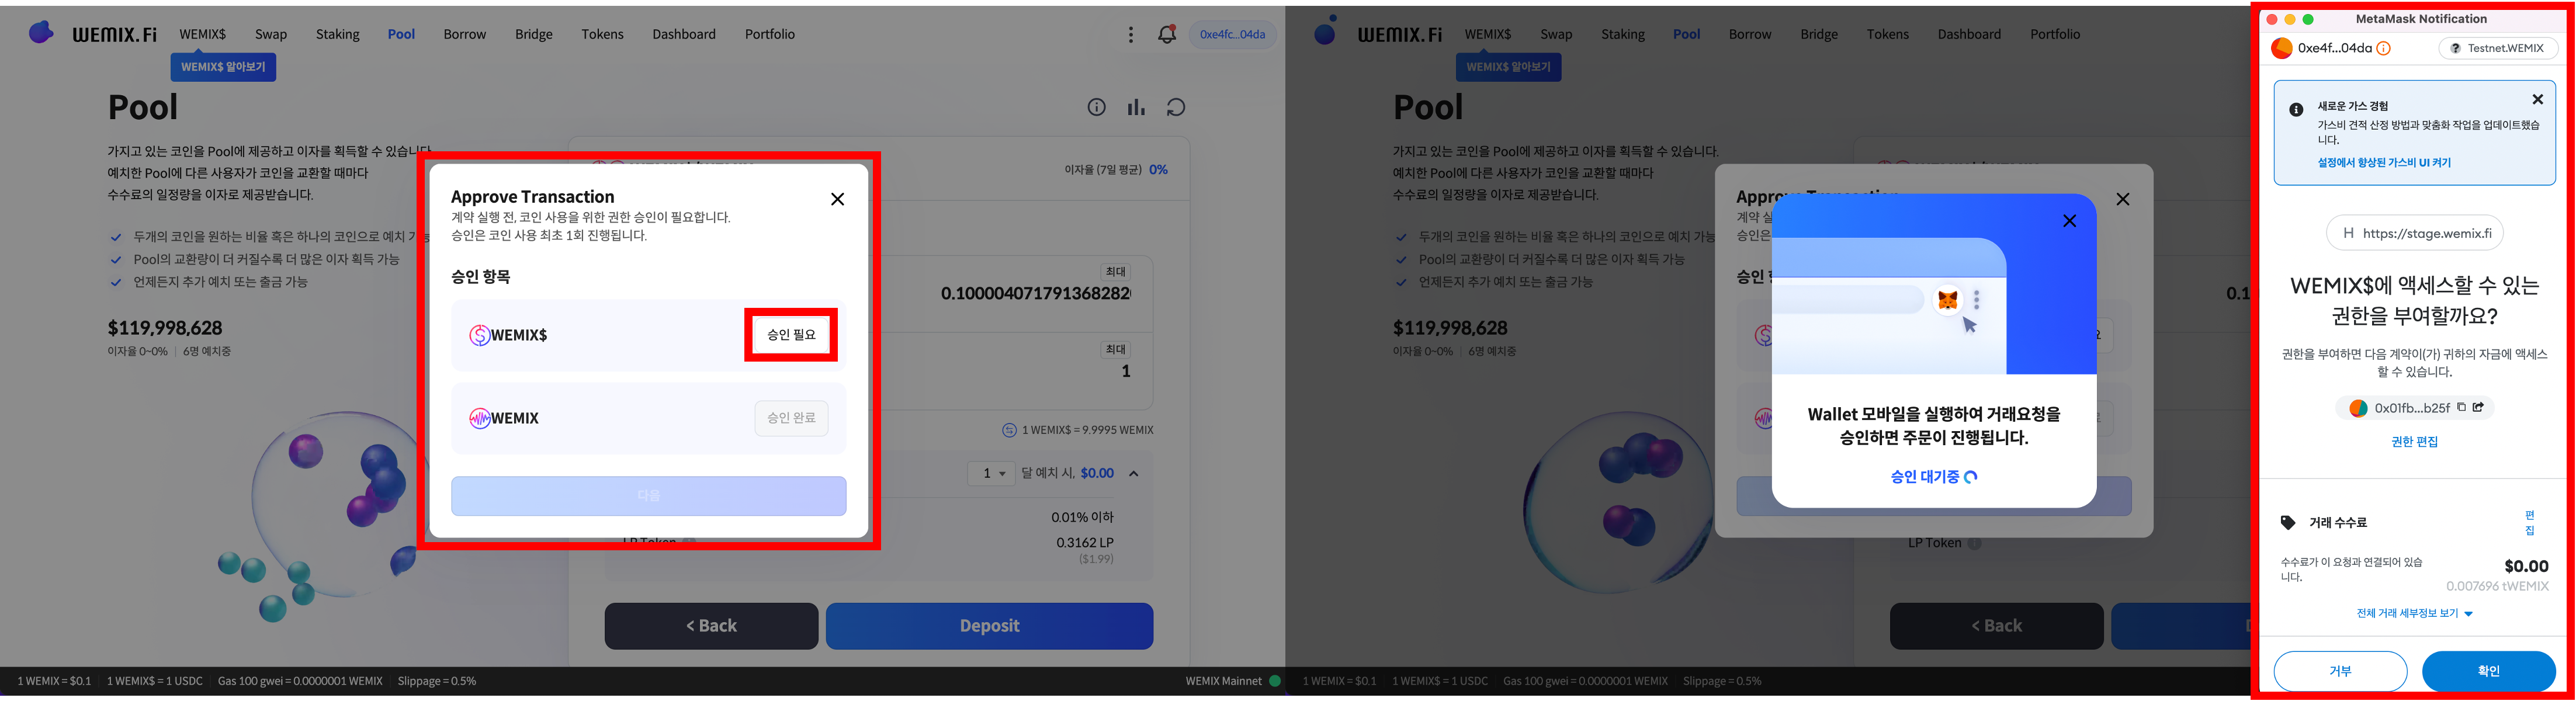 WEMIX.Fi
WEMIX$ Swap Staking Pool Borrow Bridge Tokens Dashboard Portfolio
0xe4fc...04da
WEMIX$ 알아보기
Pool
가지고 있는 코인을 Pool에 제공하고 이자를 획득할 수 있습니다.
예치한 Pool에 다른 사용자가 코인을 교환할 때마다
수수료의 일정량을 이자로 제공받습니다.
두개의 코인을 원하는 비율 혹은 하나의 코인으로 예치 가
Pool의 교환량이 더 커질수록 더 많은 이자 획득 가능
언제든지 추가 예치 또는 출금 가능
$119,998,628
이자율 0~0% | 6명 예치중
이자율 (7일 평균) 0%
Approve Transaction
계약 실행 전, 코인 사용을 위한 권한 승인이 필요합니다.
승인은 코인 사용 최초 1회 진행됩니다.
승인 항목
WEMIX$
승인 필요
WEMIX
승인 완료
다음
최대
0.100004071791368282
최대
1
1 WEMIX$ = 9.9995 WEMIX
1 달 예치 시, $0.00
0.01% 이하
LP Token
0.3162 LP
($1.99)
< Back
Deposit
1 WEMIX = $0.1 1 WEMIX$ = 1 USDC Gas 100 gwei = 0.0000001 WEMIX Slippage = 0.5%
WEMIX Mainnet
WEMIX.Fi
WEMIX$ Swap Staking Pool Borrow Bridge Tokens Dashboard Portfolio
WEMIX$ 알아보기
Pool
가지고 있는 코인을 Pool에 제공하고 이자를 획득할 수 있습니다.
예치한 Pool에 다른 사용자가 코인을 교환할 때마다
수수료의 일정량을 이자로 제공받습니다.
두개의 코인을 원하는 비율 혹은 하나의 코인으로 예치 가능
Pool의 교환량이 더 커질수록 더 많은 이자 획득 가능
언제든지 추가 예치 또는 출금 가능
$119,998,628
이자율 0~0% | 6명 예치중
계약 실
승인은
승인
0.1
Wallet 모바일을 실행하여 거래요청을
승인하면 주문이 진행됩니다.
승인 대기중
LP Token
< Back
1 WEMIX = $0.1 1 WEMIX$ = 1 USDC Gas 100 gwei = 0.0000001 WEMIX Slippage = 0.5%
MetaMask Notification
0xe4f...04da
Testnet.WEMIX
새로운 가스 경험
가스비 견적 산정 방법과 맞춤화 작업을 업데이트했습
니다.
설정에서 향상된 가스비 UI 켜기
H https://stage.wemix.fi
WEMIX$에 액세스할 수 있는
권한을 부여할까요?
권한을 부여하면 다음 계약이(가) 귀하의 자금에 액세스
할 수 있습니다.
0x01fb...b25f
권한 편집
거래 수수료
편
집
수수료가 이 요청과 연결되어 있습
니다.
$0.00
0.007696 tWEMIX
전체 거래 세부정보 보기
거부
확인